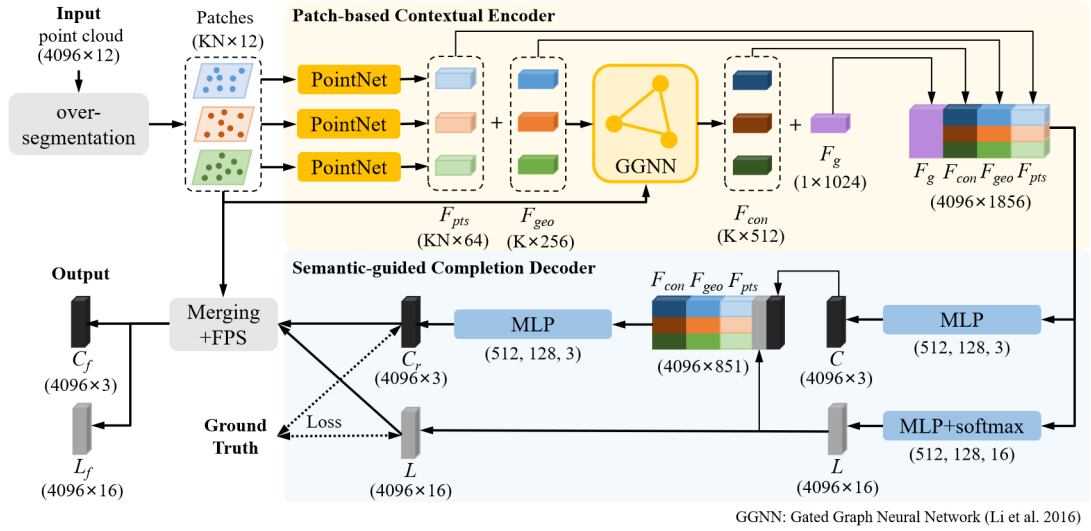 Input
point cloud
(4096×12)
over-
segmentation
Patches
(KN×12)
Patch-based Contextual Encoder
PointNet
PointNet
PointNet
+
GGNN
+
F_pts
(KN×64)
F_geo
(K×256)
F_con
(K×512)
F_g
(1×1024)
F_g F_con F_geo F_pts
(4096×1856)
Semantic-guided Completion Decoder
Output
C_f
(4096×3)
L_f
(4096×16)
Merging
+FPS
Ground
Truth
Loss
C_r
(4096×3)
L
(4096×16)
MLP
(512, 128, 3)
F_con F_geo F_pts
(4096×851)
C
(4096×3)
L
(4096×16)
MLP
(512, 128, 3)
MLP+softmax
(512, 128, 16)
GGNN: Gated Graph Neural Network (Li et al. 2016)